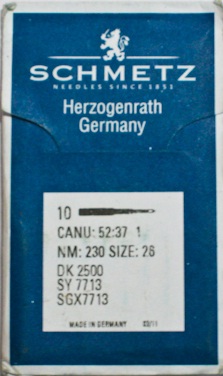 SCHMETZ
NEEDLES SINCE 1851
Herzogenrath
Germany
10
CANU: 52:37 1
NM: 230 SIZE: 26
DK 2500
SY 7713
SGX7713
MADE IN GERMANY